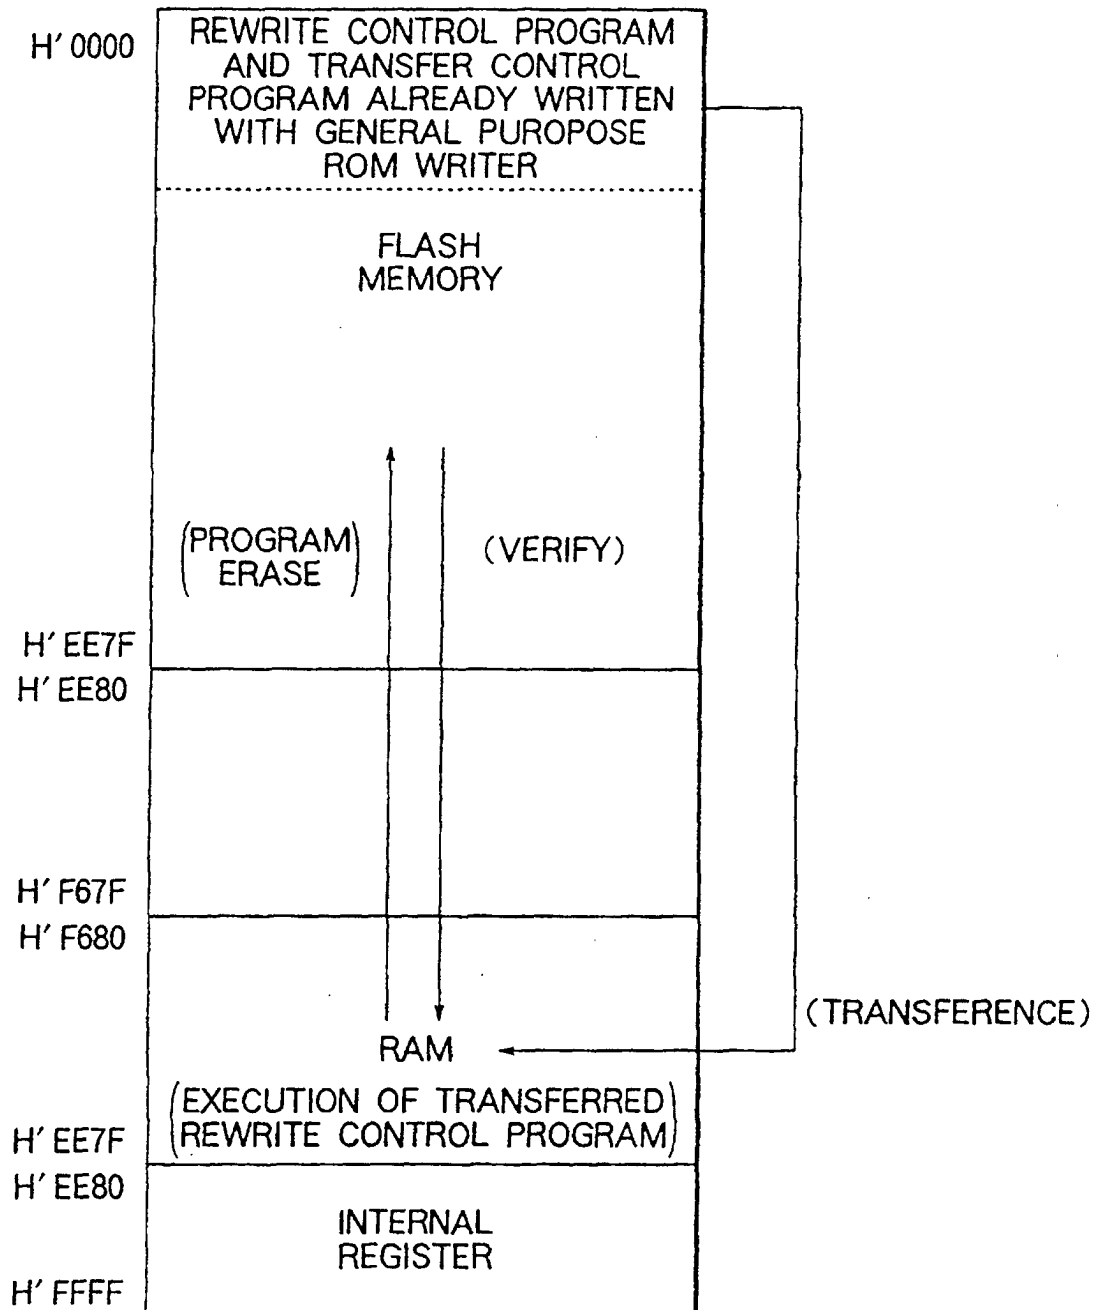 H' 0000
REWRITE CONTROL PROGRAM
AND TRANSFER CONTROL
PROGRAM ALREADY WRITTEN
WITH GENERAL PUROPOSE
ROM WRITER
FLASH
MEMORY
(PROGRAM
ERASE)
(VERIFY)
H' EE7F
H' EE80
H' F67F
H' F680
(TRANSFERENCE)
RAM
(EXECUTION OF TRANSFERRED
REWRITE CONTROL PROGRAM)
H' EE7F
H' EE80
INTERNAL
REGISTER
H' FFFF